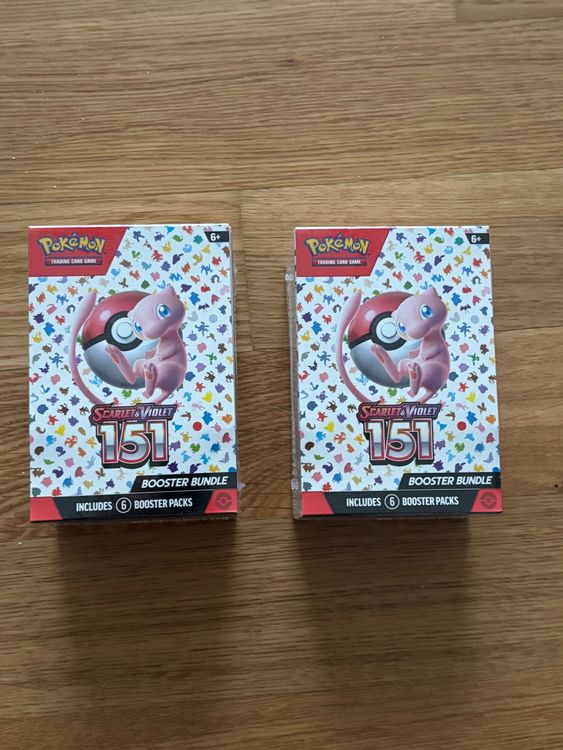 POKéMON
TRADING CARD GAME
6+
SCARLET & VIOLET
151
BOOSTER BUNDLE
INCLUDES 6 BOOSTER PACKS
POKéMON
TRADING CARD GAME
6+
SCARLET & VIOLET
151
BOOSTER BUNDLE
INCLUDES 6 BOOSTER PACKS